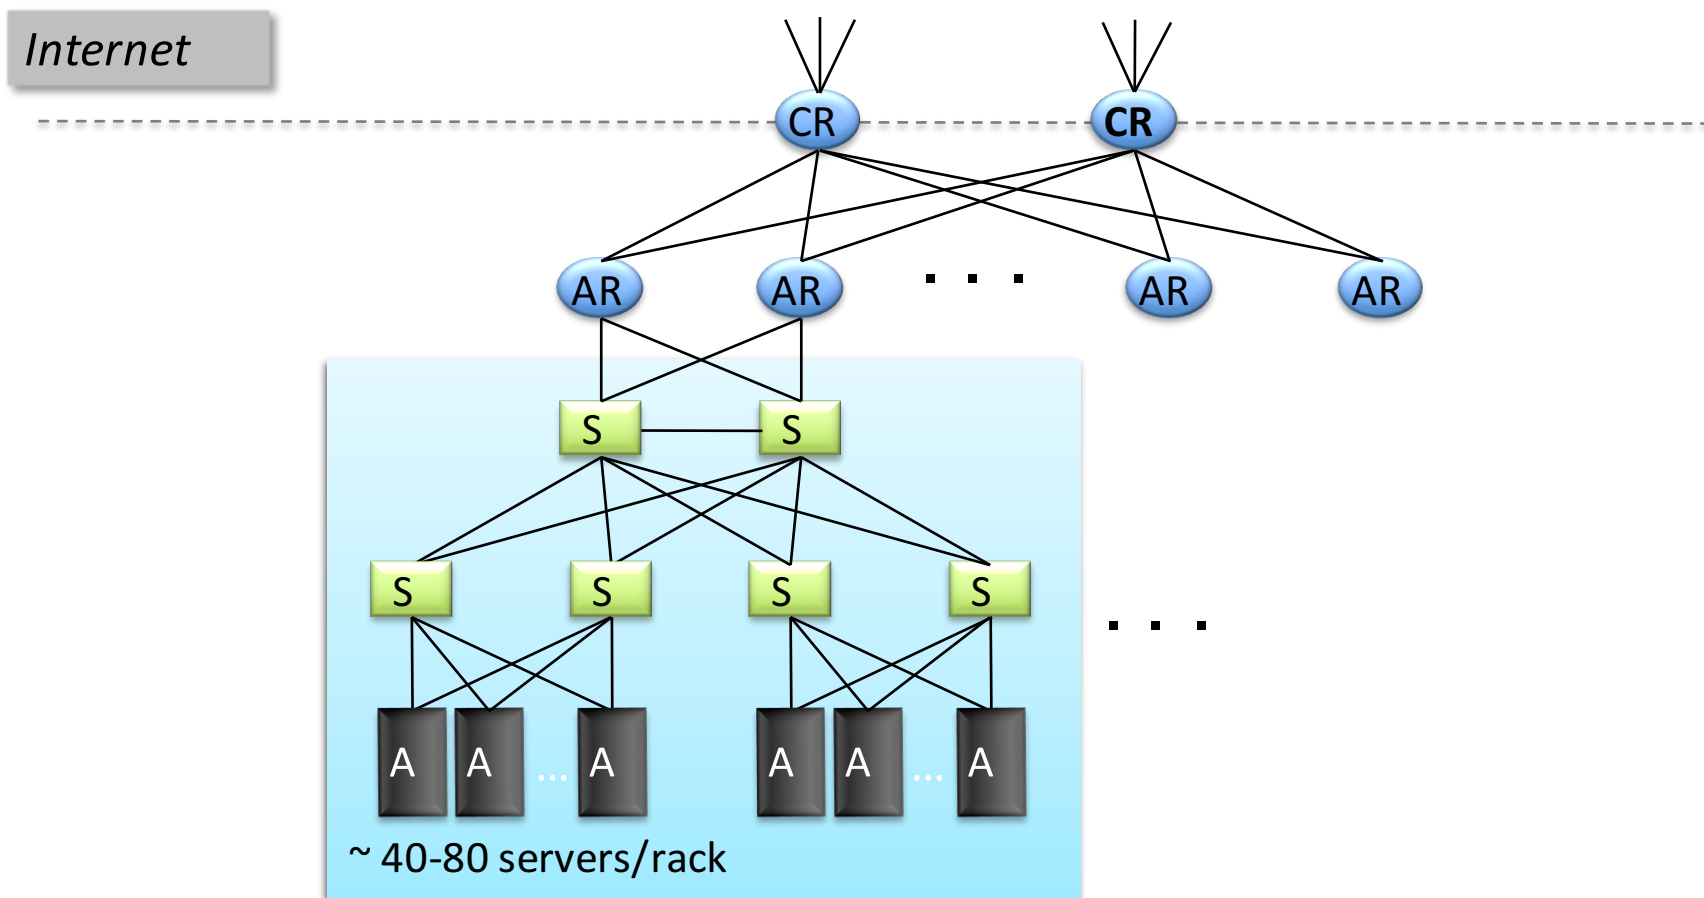 Internet
CR CR
AR AR . . . AR AR
S S
S S S S . . .
A A ... A A A ... A
~ 40-80 servers/rack